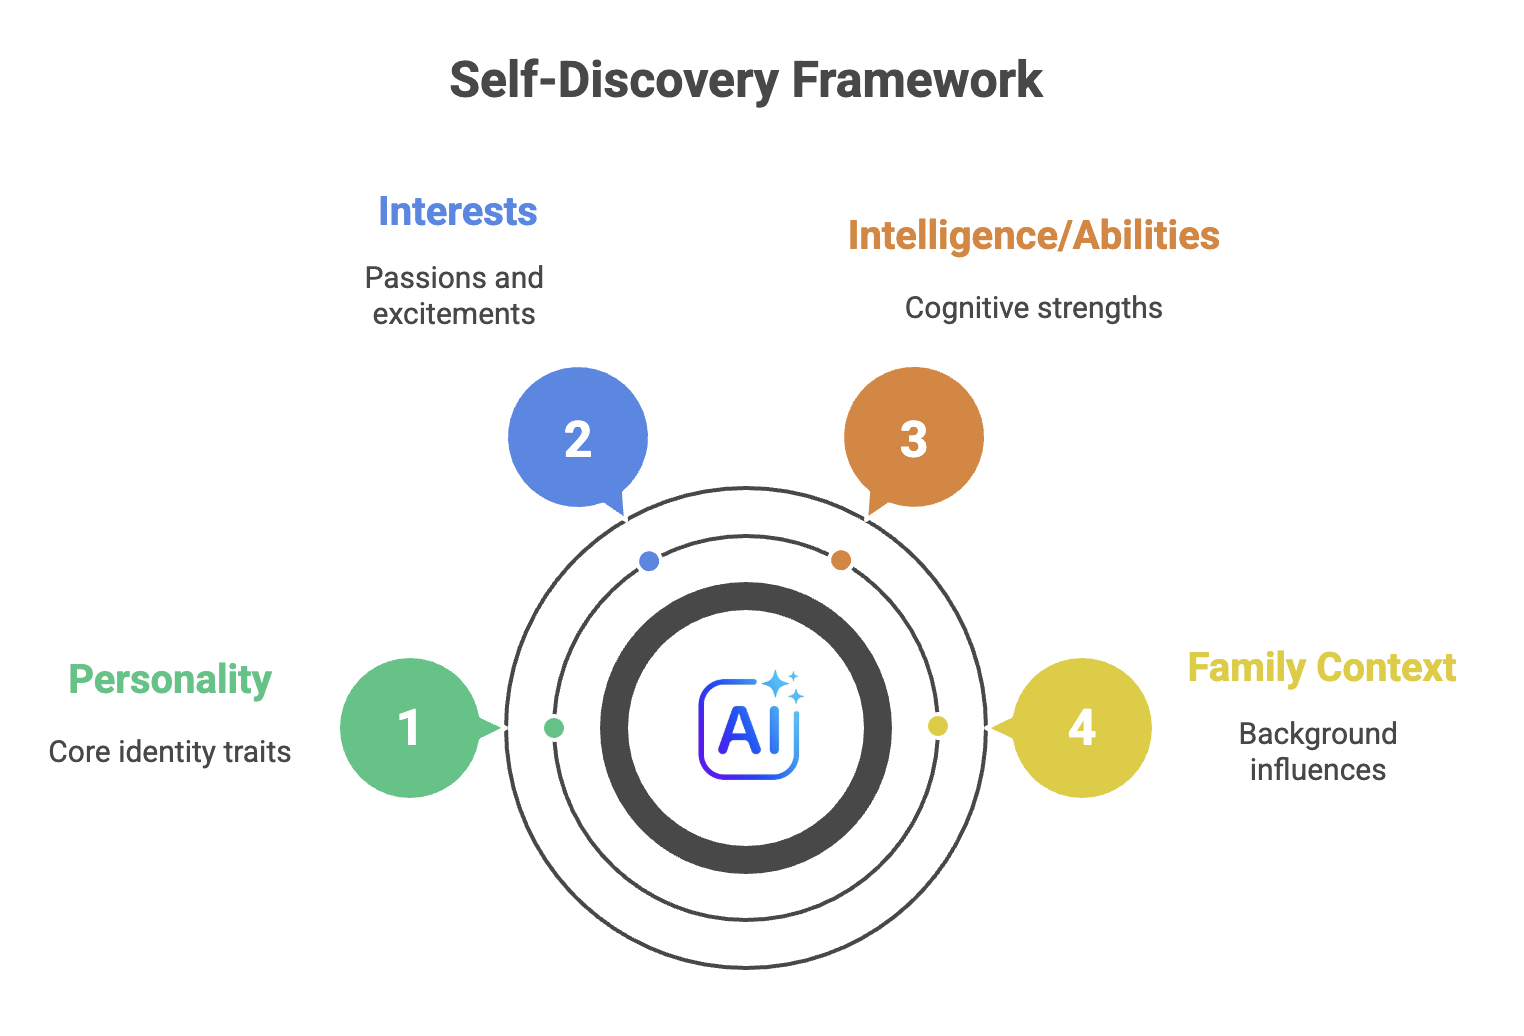 Self-Discovery Framework
Interests
Passions and
excitements
Intelligence/Abilities
Cognitive strengths
2
3
Personality
Core identity traits
1
AI
4
Family Context
Background
influences